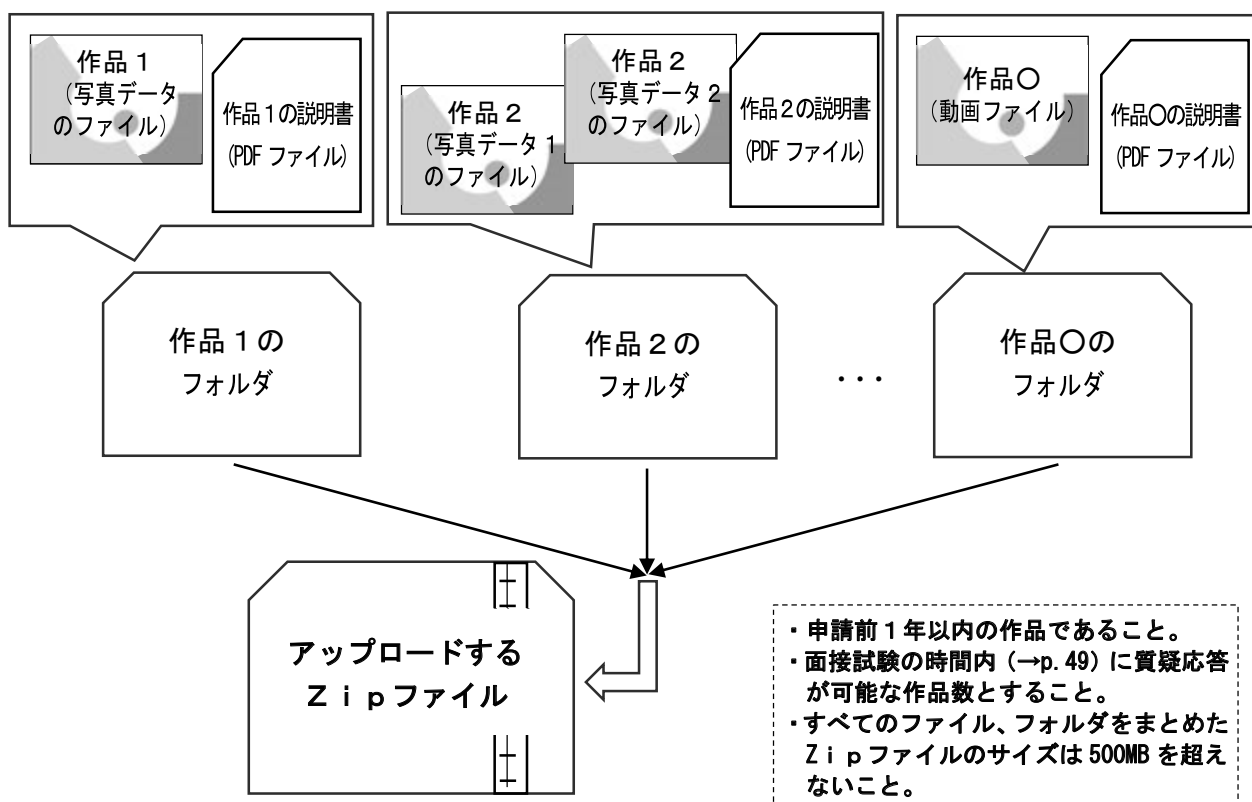 作品１
（写真データ
のファイル）
作品１の説明書
（PDF ファイル）
作品２
（写真データ 1
のファイル）
作品２
（写真データ 2
のファイル）
作品２の説明書
（PDF ファイル）
作品〇
（動画ファイル）
作品〇の説明書
（PDF ファイル）
作品１の
フォルダ
作品２の
フォルダ
・・・
作品〇の
フォルダ
アップロードする
Ｚｉｐファイル
・申請前１年以内の作品であること。
・面接試験の時間内（→p.49）に質疑応答
が可能な作品数とすること。
・すべてのファイル、フォルダをまとめた
Ｚｉｐファイルのサイズは 500MB を超え
ないこと。